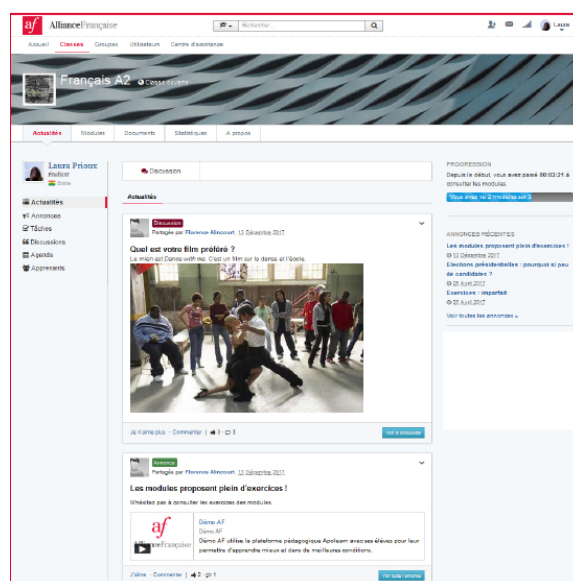 af AllianceFrançaise
Rechercher...
Laura
Accueil Classes Groupes Utilisateurs Centre d'assistance
Français A2 Classe ouverte
Actualités Modules Documents Statistiques A propos
Laura Prioux
étudiant
Actualités
Annonces
Tâches
Discussions
Agenda
Apprenants
Discussion
Actualités
Discussion
Partagée par Florence Alincourt, 13 Décembre, 2017
Quel est votre film préféré ?
Le mien est Dance with me. C'est un film sur la danse et l'école.
Je n'aime plus · Commenter | 3 · 3
Voir la discussion
Annonce
Partagée par Florence Alincourt, 13 Décembre, 2017
Les modules proposent plein d'exercices !
N'hésitez pas à consulter les exercices des modules.
af
AllianceFrançaise
Démo AF
Démo AF
Démo AF utilise la plateforme pédagogique Apolearn avec ses élèves pour leur
permettre d'apprendre mieux et dans de meilleures conditions.
J'aime · Commenter | 2 · 1
Voir toute l'annonce
PROGRESSION
Depuis le début, vous avez passé 00:03:21 à
consulter les modules.
Vous avez vu 2 modules sur 3
ANNONCES RÉCENTES
Les modules proposent plein d'exercices !
13 Décembre 2017
Elections présidentielles : pourquoi si peu
de candidates ?
Avril 2017
Exercices : imparfait
Avril 2017
Voir toutes les annonces »